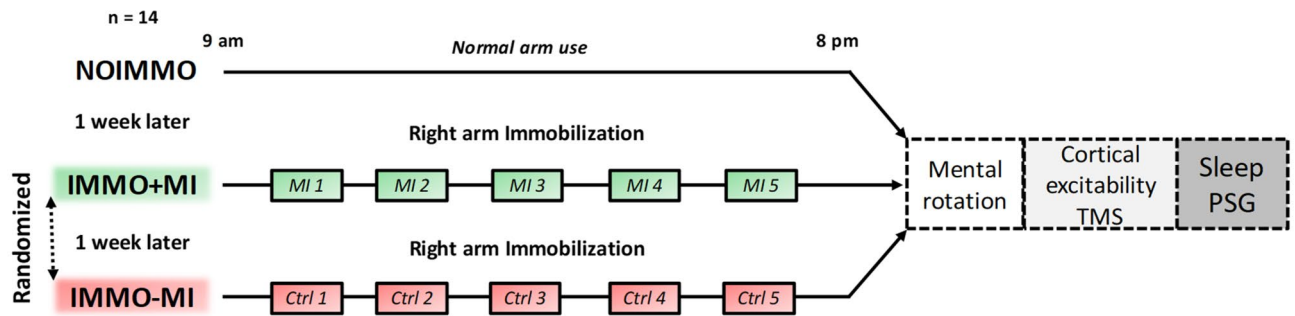 n = 14
9 am
Normal arm use
8 pm
NOIMMO
1 week later
Right arm Immobilization
IMMO+MI
MI 1
MI 2
MI 3
MI 4
MI 5
Randomized
1 week later
Right arm Immobilization
IMMO-MI
Ctrl 1
Ctrl 2
Ctrl 3
Ctrl 4
Ctrl 5
Mental
rotation
Cortical
excitability
TMS
Sleep
PSG